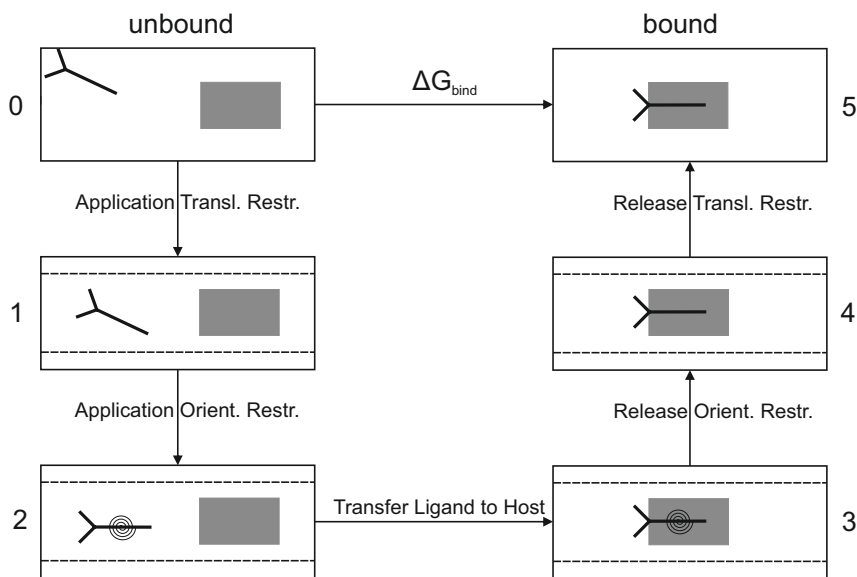 unbound
bound
0
ΔG_bind
5
Application Transl. Restr.
Release Transl. Restr.
1
4
Application Orient. Restr.
Release Orient. Restr.
2
Transfer Ligand to Host
3